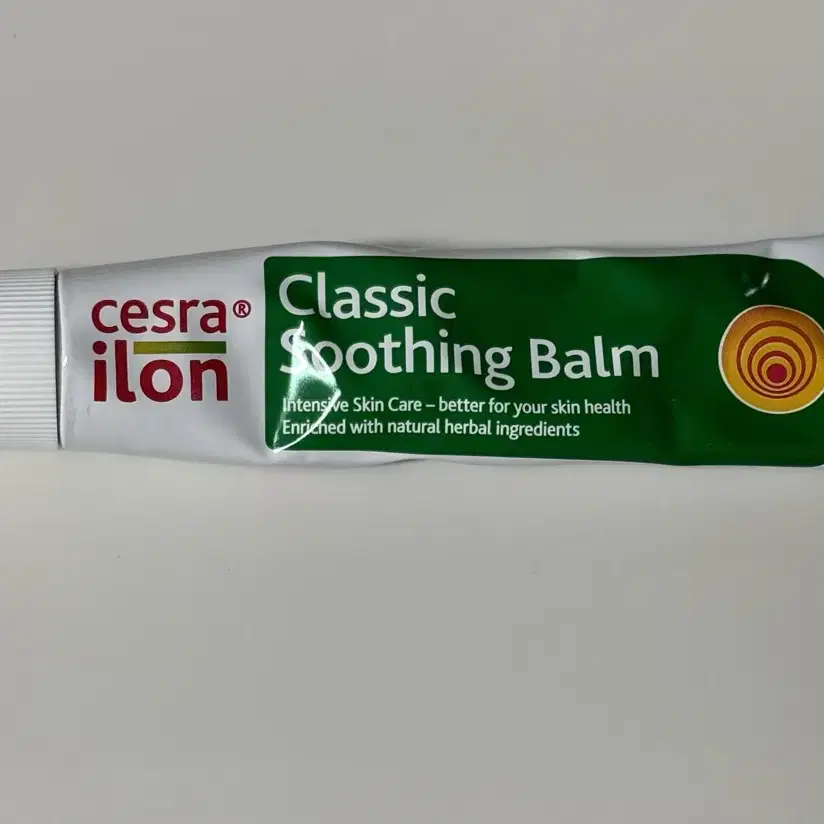 cesra®
ilon
Classic
Soothing Balm
Intensive Skin Care – better for your skin health
Enriched with natural herbal ingredients